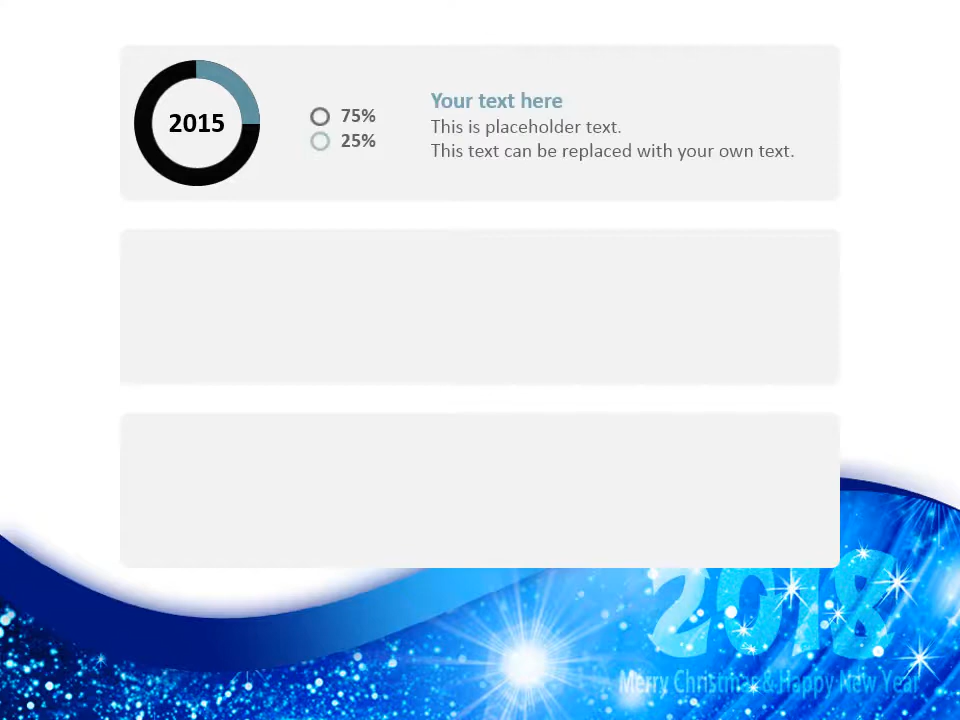 2015
75%
25%
Your text here
This is placeholder text.
This text can be replaced with your own text.
2018
Merry Christmas & Happy New Year